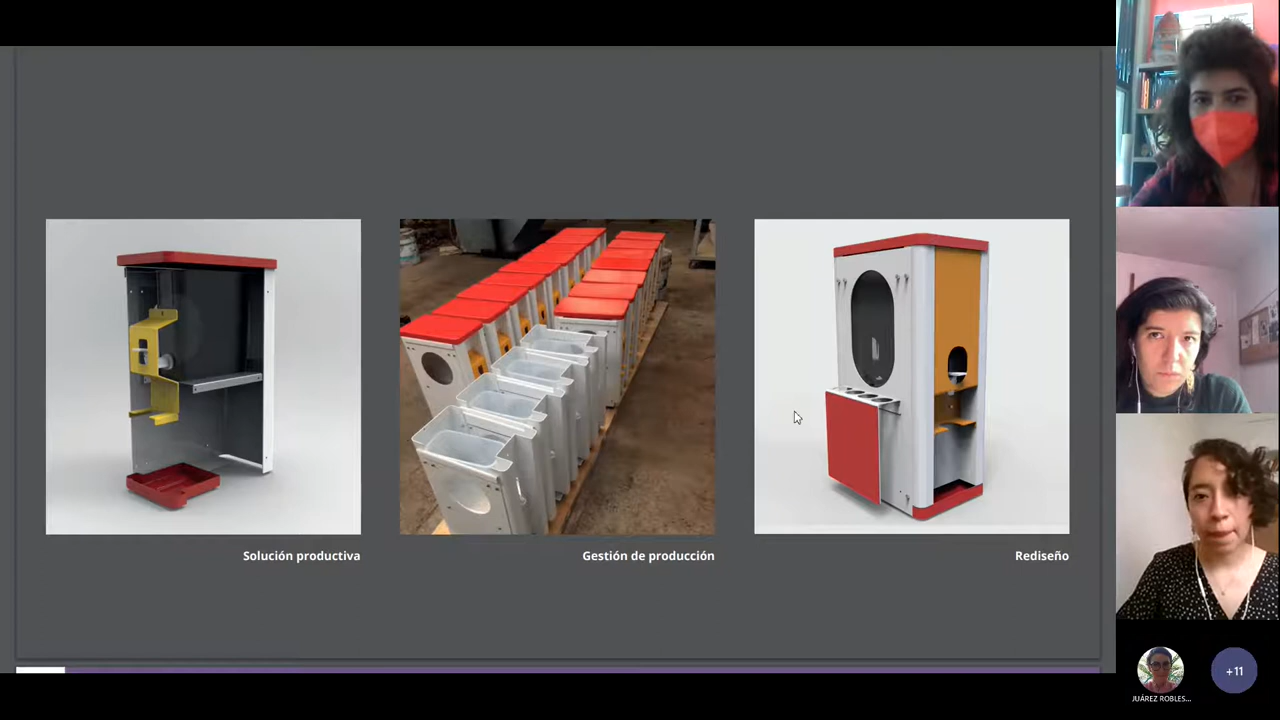 Solución productiva
Gestión de producción
Rediseño
JUÁREZ ROBLES...
+11